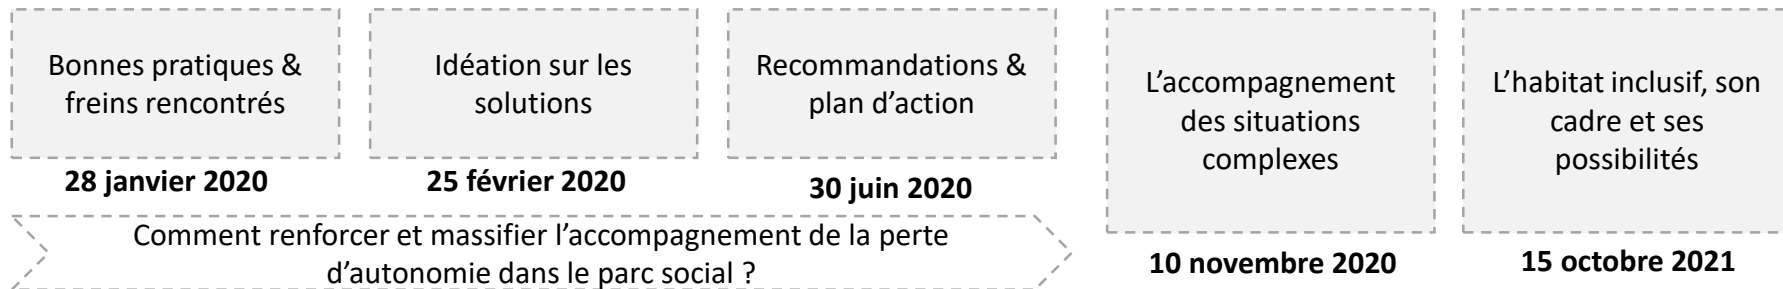 Bonnes pratiques &
freins rencontrés
28 janvier 2020
Idéation sur les
solutions
25 février 2020
Recommandations &
plan d’action
30 juin 2020
Comment renforcer et massifier l’accompagnement de la perte
d’autonomie dans le parc social ?
L’accompagnement
des situations
complexes
10 novembre 2020
L’habitat inclusif, son
cadre et ses
possibilités
15 octobre 2021